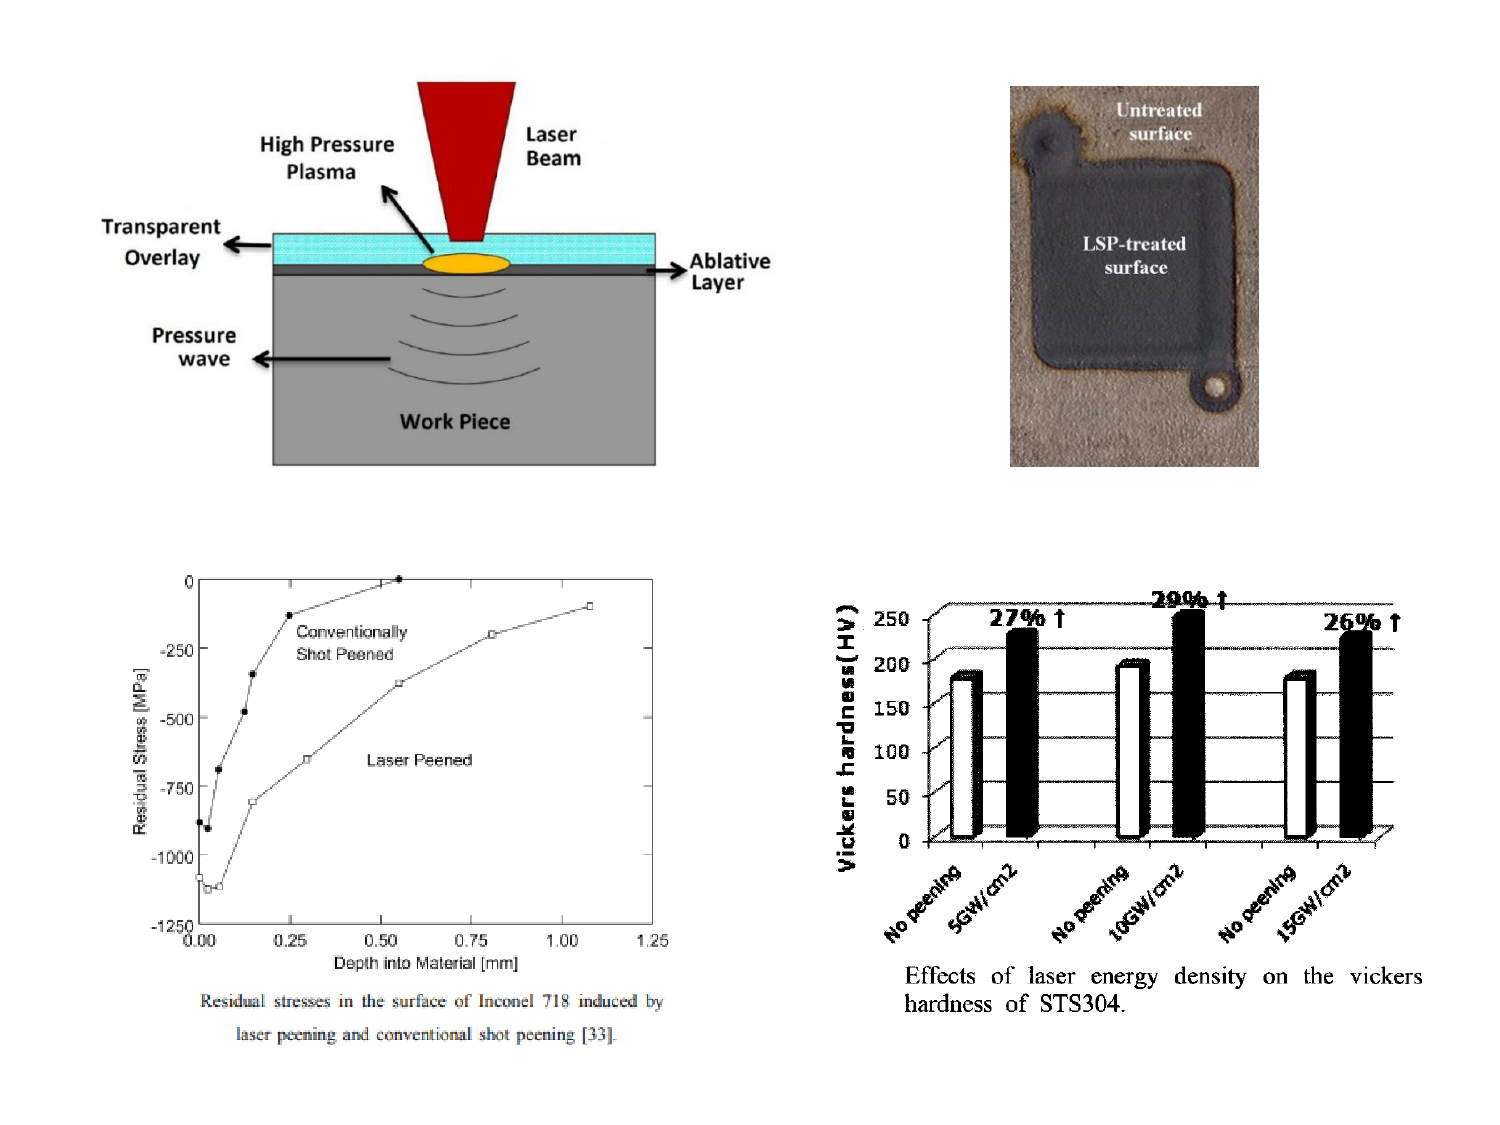 High Pressure
Plasma
Laser
Beam
Transparent
Overlay
Ablative
Layer
Pressure
wave
Work Piece
Untreated
surface
LSP-treated
surface
Residual Stress [MPa]
0
-250
-500
-750
-1000
-1250
Conventionally
Shot Peened
Laser Peened
0.00 0.25 0.50 0.75 1.00 1.25
Depth into Material [mm]
Residual stresses in the surface of Inconel 718 induced by
laser peening and conventional shot peening [33].
Vickers hardness(HV)
250
200
150
100
50
0
27% ↑
29% ↑
26% ↑
No peening
5GW/cm2
No peening
10GW/cm2
No peening
15GW/cm2
Effects of laser energy density on the vickers
hardness of STS304.